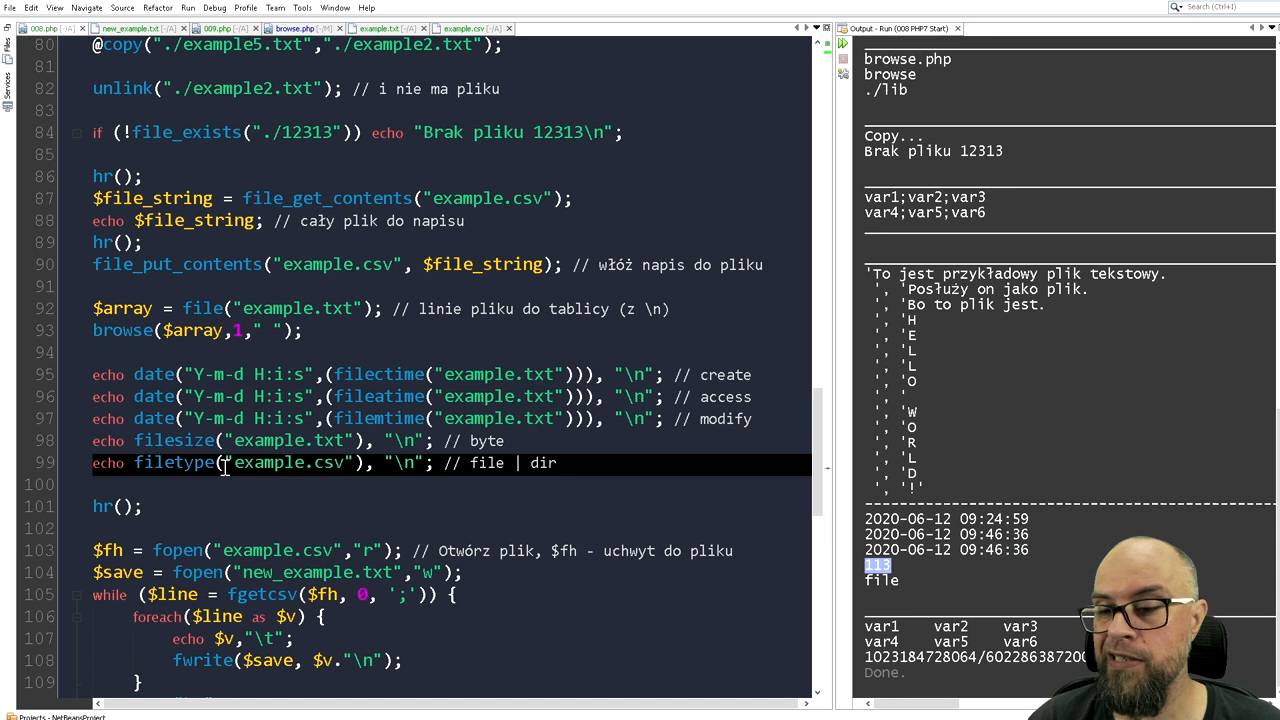 File Edit View Navigate Source Refactor Run Debug Profile Team Tools Window Help
Search (Ctrl+I)
008.php [-/A] new_example.txt [-/A] 009.php [-/A] browse.php [-/M] example.txt [-/A] example.csv [-/A]
Files
Services
80 @copy("./example5.txt","./example2.txt");
81
82 unlink("./example2.txt"); // i nie ma pliku
83
84 if (!file_exists("./12313")) echo "Brak pliku 12313\n";
85
86 hr();
87 $file_string = file_get_contents("example.csv");
88 echo $file_string; // cały plik do napisu
89 hr();
90 file_put_contents("example.csv", $file_string); // włóż napis do pliku
91
92 $array = file("example.txt"); // linie pliku do tablicy (z \n)
93 browse($array,1," ");
94
95 echo date("Y-m-d H:i:s",(filectime("example.txt"))), "\n"; // create
96 echo date("Y-m-d H:i:s",(fileatime("example.txt"))), "\n"; // access
97 echo date("Y-m-d H:i:s",(filemtime("example.txt"))), "\n"; // modify
98 echo filesize("example.txt"), "\n"; // byte
99 echo filetype("example.csv"), "\n"; // file | dir
100
101 hr();
102
103 $fh = fopen("example.csv","r"); // Otwórz plik, $fh - uchwyt do pliku
104 $save = fopen("new_example.txt","w");
105 while ($line = fgetcsv($fh, 0, ';')) {
106 foreach($line as $v) {
107 echo $v,"\t";
108 fwrite($save, $v."\n");
109 }
Output - Run (008 PHP7 Start)
browse.php
browse
./lib
Copy...
Brak pliku 12313
var1;var2;var3
var4;var5;var6
'To jest przykładowy plik tekstowy.
', 'Posłuży on jako plik.
', 'Bo to plik jest.
', 'H
', 'E
', 'L
', 'L
', 'O
', '
', 'W
', 'O
', 'R
', 'L
', 'D
', '!'
2020-06-12 09:24:59
2020-06-12 09:46:36
2020-06-12 09:46:36
113
file
var1 var2 var3
var4 var5 var6
1023184728064/602286387200
Done.
Projects - NetBeansProject